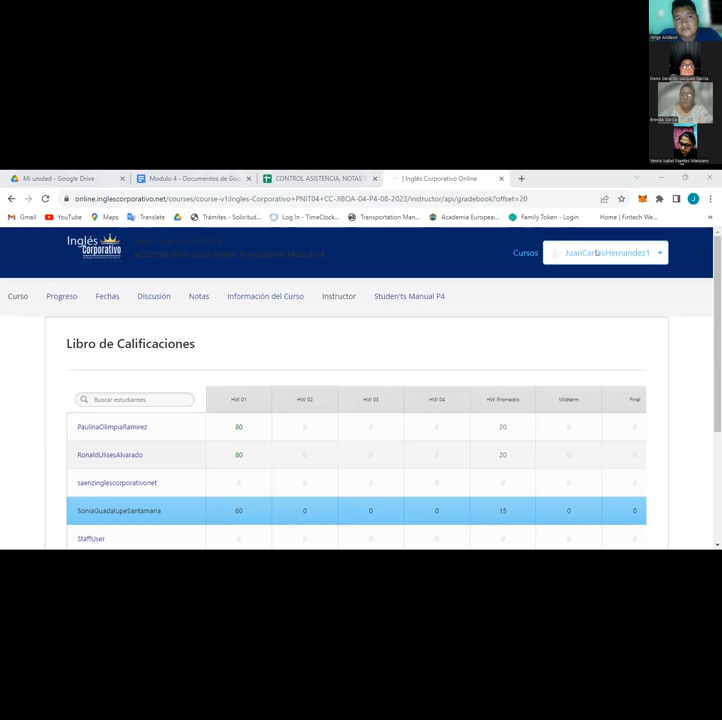 Jorge Andacol
Denis Gerardo Vasquez Garcia
Brenda Garcia
Yanira Isabel Fuentes Manzano
Mi unidad - Google Drive
Modulo 4 - Documentos de Goo
CONTROL ASISTENCIA, NOTAS Y
| Inglés Corporativo Online
online.inglescorporativo.net/courses/course-v1:Ingles-Corporativo+PNIT04+CC-JIBOA-04-P4-08-2023/instructor/api/gradebook?offset=20
Gmail
YouTube
Maps
Translate
Trámites - Solicitud...
Log In - TimeClock...
Transportation Man...
Academia Europea:...
Family Token - Login
Home | Fintech We...
Inglés
Corporativo
Cursos
JuanCarlosHernandez1
Curso
Progreso
Fechas
Discusión
Notas
Información del Curso
Instructor
Studen'ts Manual P4
Libro de Calificaciones
Buscar estudiantes
HW 01 HW 02 HW 03 HW 04 HW Promedio Midterm Final
PaulinaOlimpiaRamirez 80 0 0 0 20 0 0
RonaldUlisesAlvarado 80 0 0 0 20 0 0
saenzinglescorporativonet 0 0 0 0 0 0 0
SoniaGuadalupeSantamaria 60 0 0 0 15 0 0
StaffUser 0 0 0 0 0 0 0